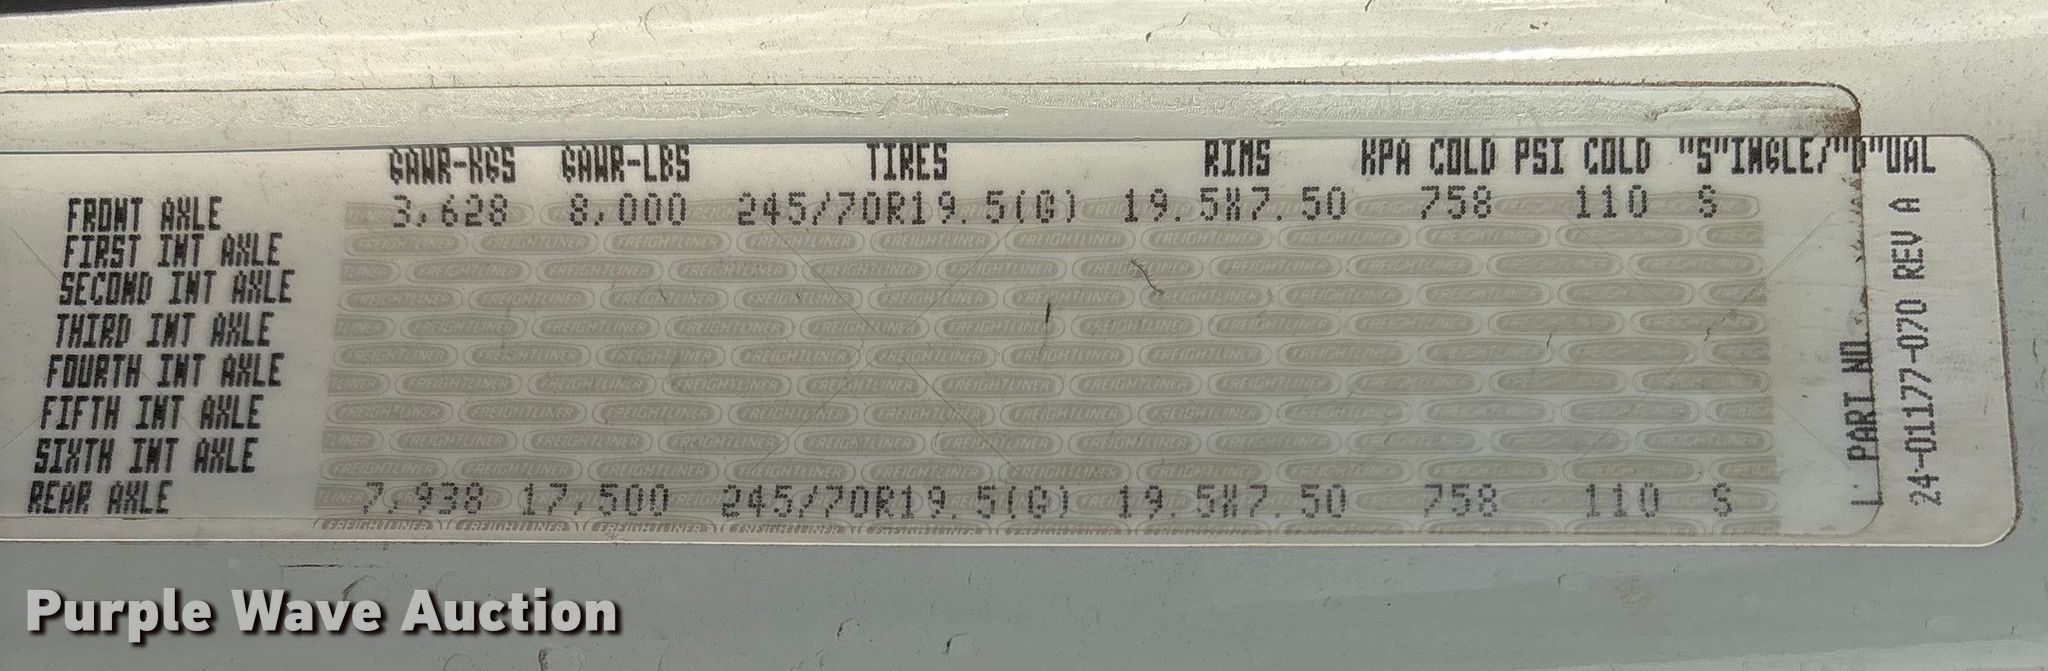 GAWR-KGS GAWR-LBS TIRES RIMS KPA COLD PSI COLD "S"INGLE/"D"UAL
FRONT AXLE 3,628 8,000 245/70R19.5(G) 19.5X7.50 758 110 S
FIRST INT AXLE
SECOND INT AXLE
THIRD INT AXLE
FOURTH INT AXLE
FIFTH INT AXLE
SIXTH INT AXLE
REAR AXLE 7,938 17,500 245/70R19.5(G) 19.5X7.50 758 110 S
PART NO.
24-01177-070 REV A
FREIGHTLINER
Purple Wave Auction